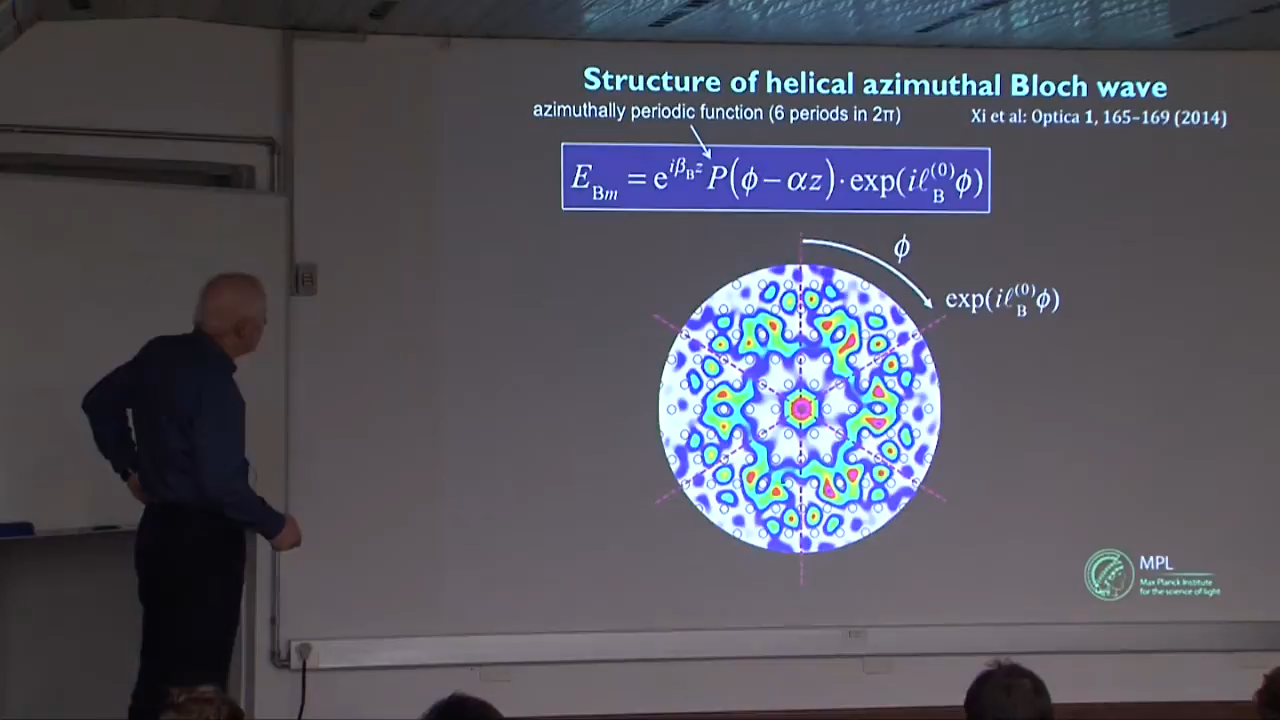 Structure of helical azimuthal Bloch wave
azimuthally periodic function (6 periods in 2π)
Xi et al: Optica 1, 165–169 (2014)
E_{Bm} = e^{iβ_B z} P(ϕ − αz) · exp(iℓ_B^{(0)} ϕ)
ϕ
exp(iℓ_B^{(0)} ϕ)
MPL
Max Planck Institute
for the science of light